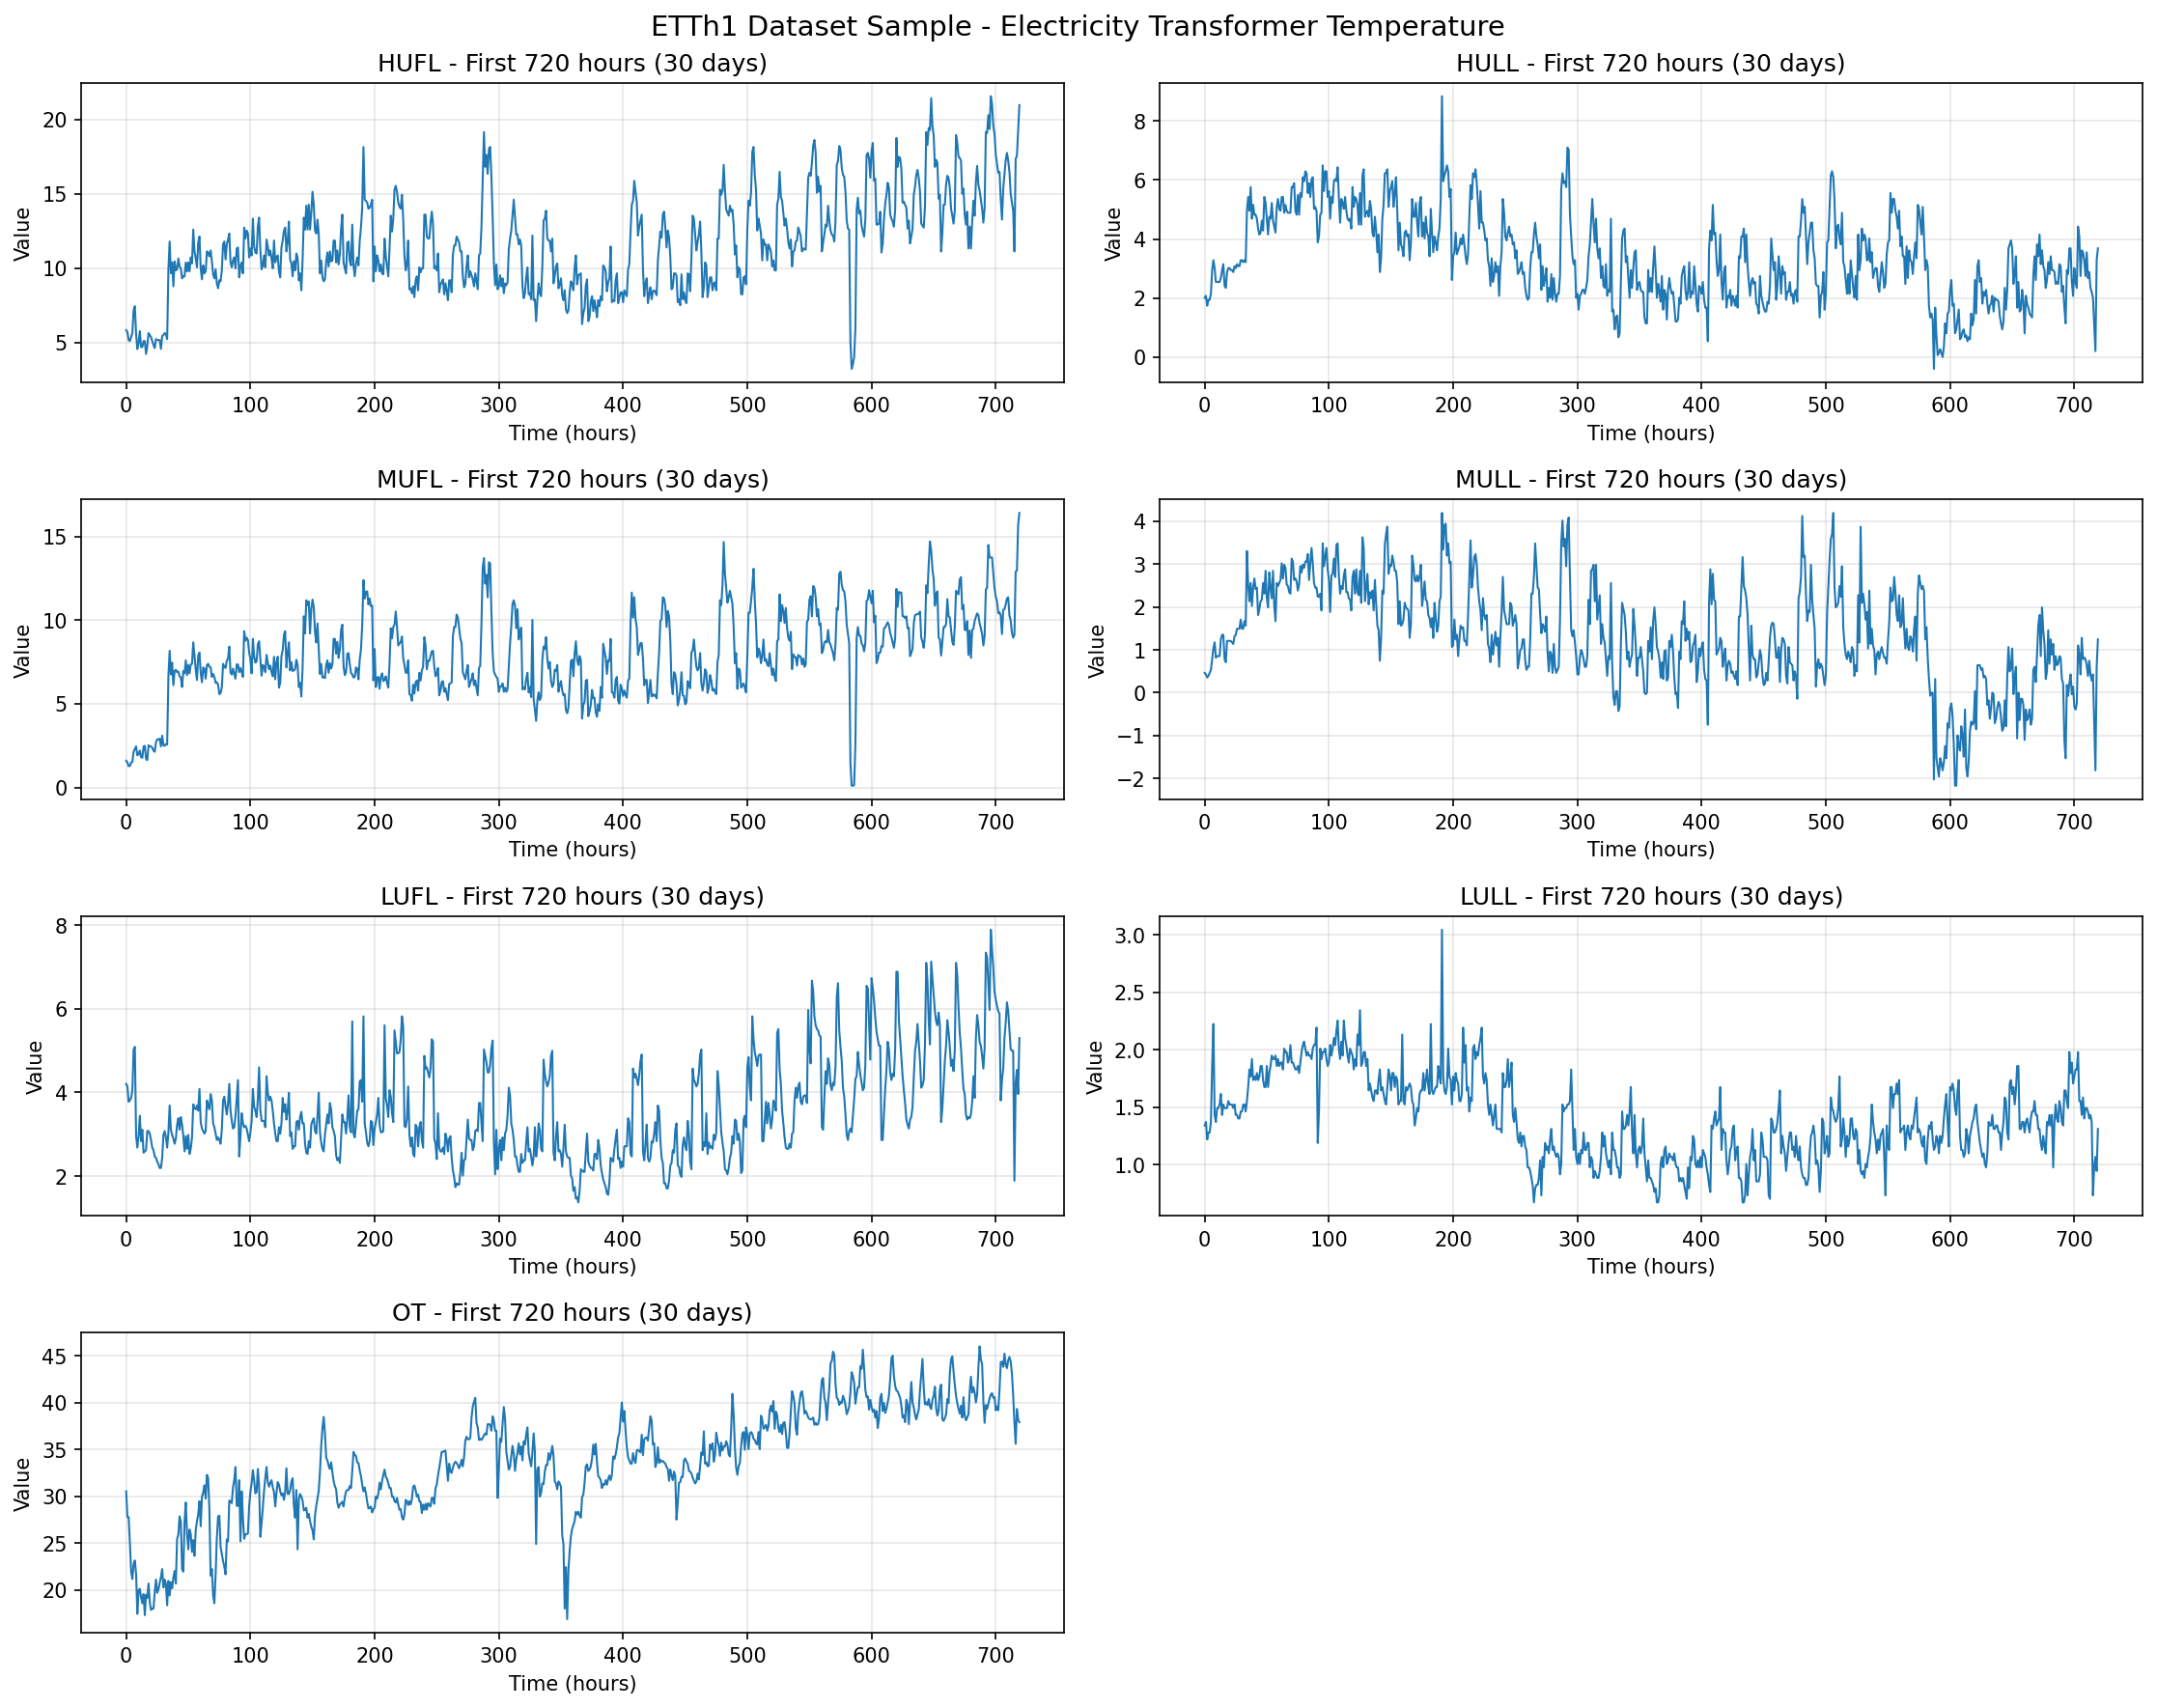 ETTh1 Dataset Sample - Electricity Transformer Temperature
HUFL - First 720 hours (30 days)
Value
20
15
10
5
0 100 200 300 400 500 600 700
Time (hours)
HULL - First 720 hours (30 days)
Value
8
6
4
2
0
0 100 200 300 400 500 600 700
Time (hours)
MUFL - First 720 hours (30 days)
Value
15
10
5
0
0 100 200 300 400 500 600 700
Time (hours)
MULL - First 720 hours (30 days)
Value
4
3
2
1
0
−1
−2
0 100 200 300 400 500 600 700
Time (hours)
LUFL - First 720 hours (30 days)
Value
8
6
4
2
0 100 200 300 400 500 600 700
Time (hours)
LULL - First 720 hours (30 days)
Value
3.0
2.5
2.0
1.5
1.0
0 100 200 300 400 500 600 700
Time (hours)
OT - First 720 hours (30 days)
Value
45
40
35
30
25
20
0 100 200 300 400 500 600 700
Time (hours)